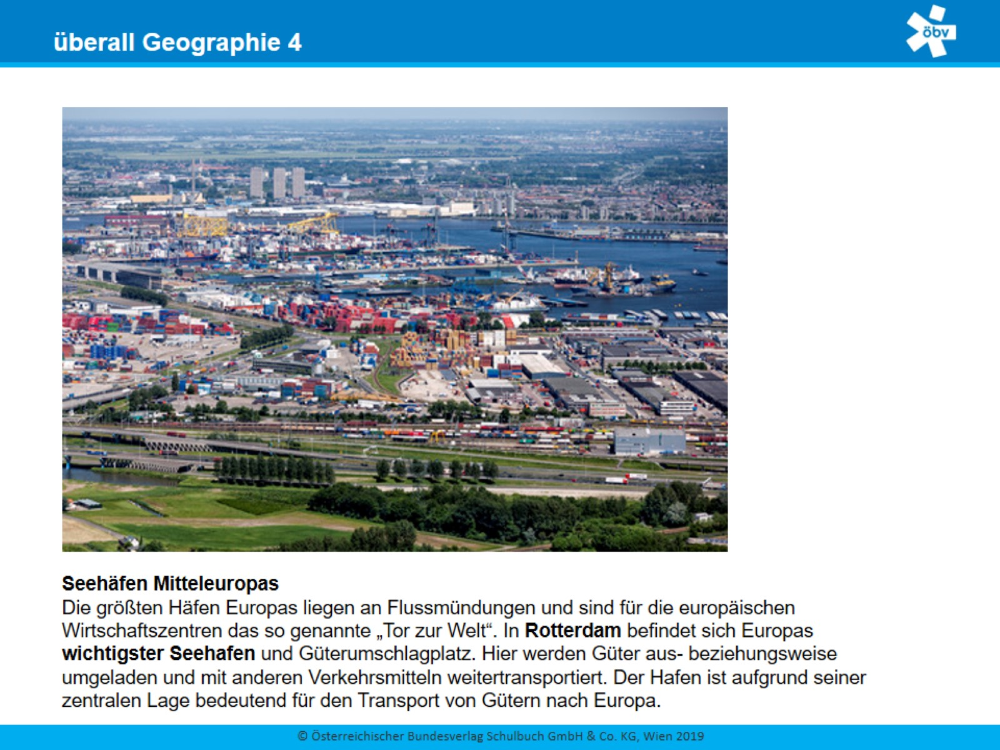 überall Geographie 4
öbv
Seehäfen Mitteleuropas
Die größten Häfen Europas liegen an Flussmündungen und sind für die europäischen
Wirtschaftszentren das so genannte „Tor zur Welt“. In Rotterdam befindet sich Europas
wichtigster Seehafen und Güterumschlagplatz. Hier werden Güter aus- beziehungsweise
umgeladen und mit anderen Verkehrsmitteln weitertransportiert. Der Hafen ist aufgrund seiner
zentralen Lage bedeutend für den Transport von Gütern nach Europa.
© Österreichischer Bundesverlag Schulbuch GmbH & Co. KG, Wien 2019